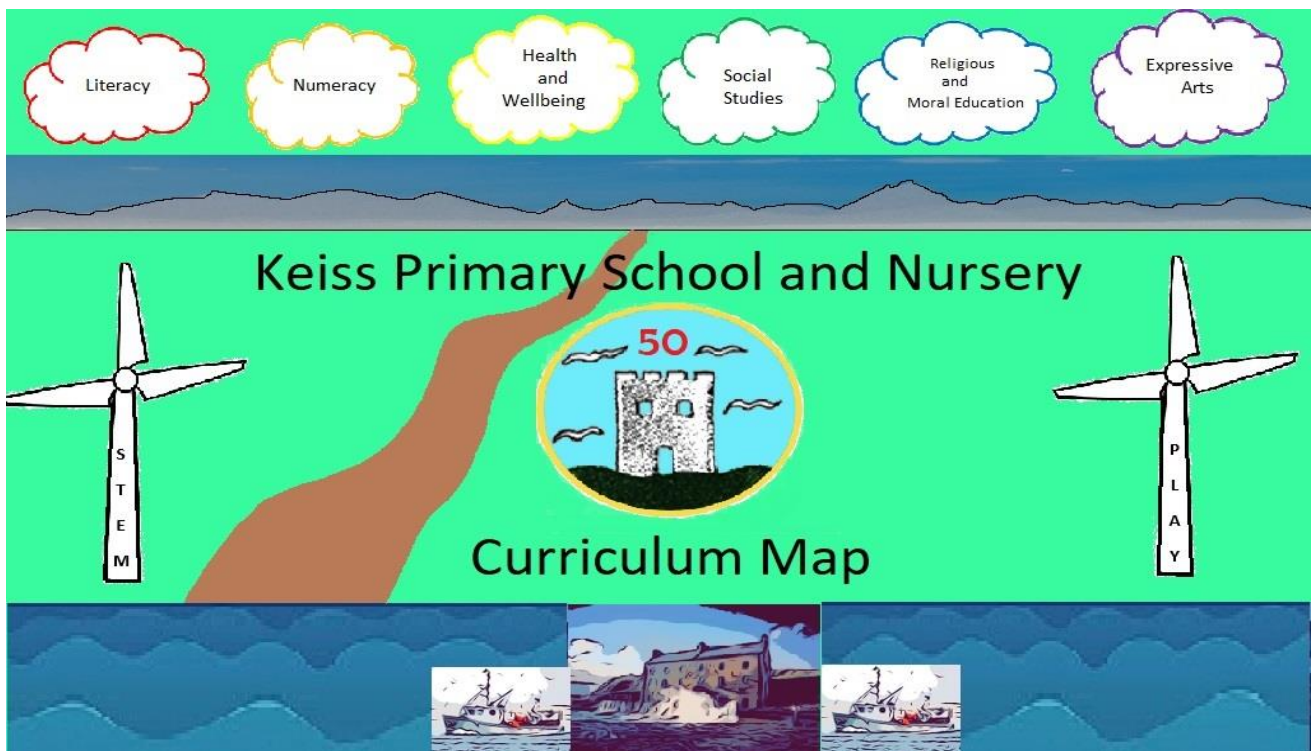 Literacy
Numeracy
Health
and
Wellbeing
Social
Studies
Religious
and
Moral Education
Expressive
Arts
Keiss Primary School and Nursery
50
S
T
E
M
P
L
A
Y
Curriculum Map